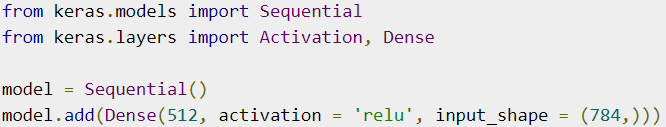 from keras.models import Sequential
from keras.layers import Activation, Dense
model = Sequential()
model.add(Dense(512, activation = 'relu', input_shape = (784,)))